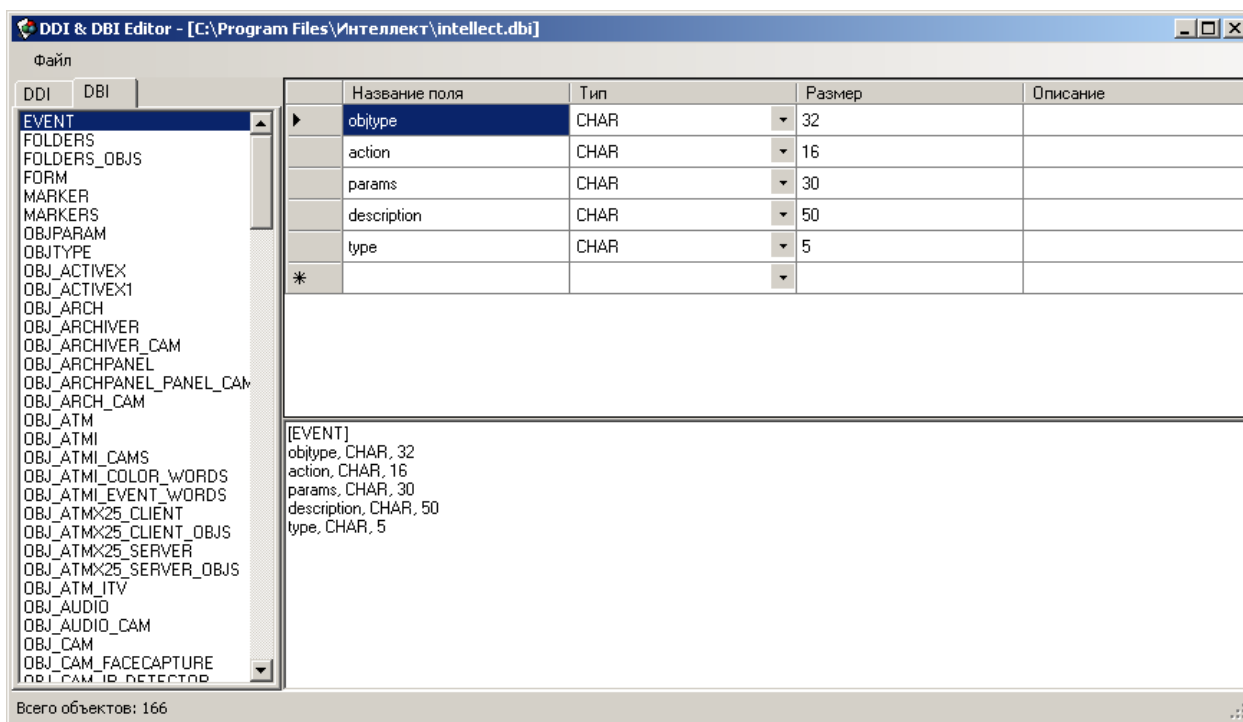 DDI & DBI Editor - [C:\Program Files\Интеллект\intellect.dbi]
Файл
DDI DBI
EVENT
FOLDERS
FOLDERS_OBJS
FORM
MARKER
MARKERS
OBJPARAM
OBJTYPE
OBJ_ACTIVEX
OBJ_ACTIVEX1
OBJ_ARCH
OBJ_ARCHIVER
OBJ_ARCHIVER_CAM
OBJ_ARCHPANEL
OBJ_ARCHPANEL_PANEL_CAM
OBJ_ARCH_CAM
OBJ_ATM
OBJ_ATMI
OBJ_ATMI_CAMS
OBJ_ATMI_COLOR_WORDS
OBJ_ATMI_EVENT_WORDS
OBJ_ATMX25_CLIENT
OBJ_ATMX25_CLIENT_OBJS
OBJ_ATMX25_SERVER
OBJ_ATMX25_SERVER_OBJS
OBJ_ATM_ITV
OBJ_AUDIO
OBJ_AUDIO_CAM
OBJ_CAM
OBJ_CAM_FACECAPTURE
OBJ_CAM_IR_DETECTOR
Название поля Тип Размер Описание
objtype CHAR 32
action CHAR 16
params CHAR 30
description CHAR 50
type CHAR 5
[EVENT]
objtype, CHAR, 32
action, CHAR, 16
params, CHAR, 30
description, CHAR, 50
type, CHAR, 5
Всего объектов: 166